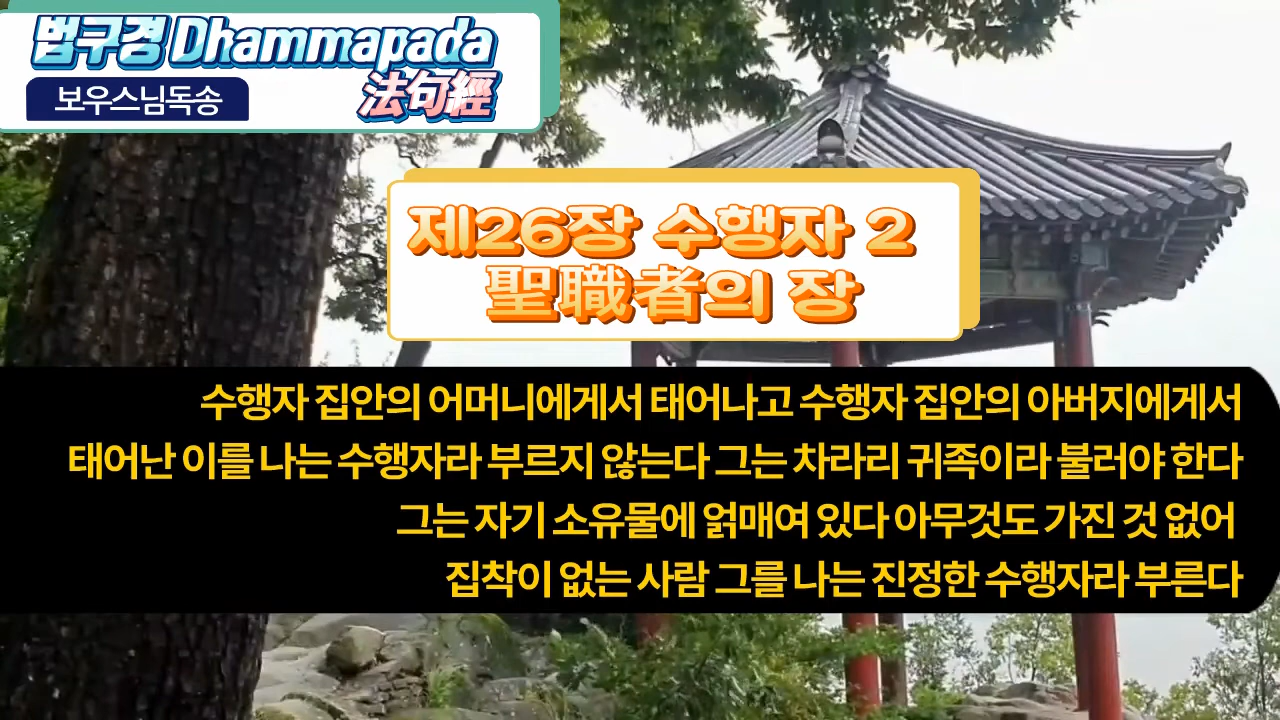 법구경 Dhammapada
法句經
보우스님독송
제26장 수행자 2
聖職者의 장
수행자 집안의 어머니에게서 태어나고 수행자 집안의 아버지에게서
태어난 이를 나는 수행자라 부르지 않는다 그는 차라리 귀족이라 불러야 한다
그는 자기 소유물에 얽매여 있다 아무것도 가진 것 없어
집착이 없는 사람 그를 나는 진정한 수행자라 부른다